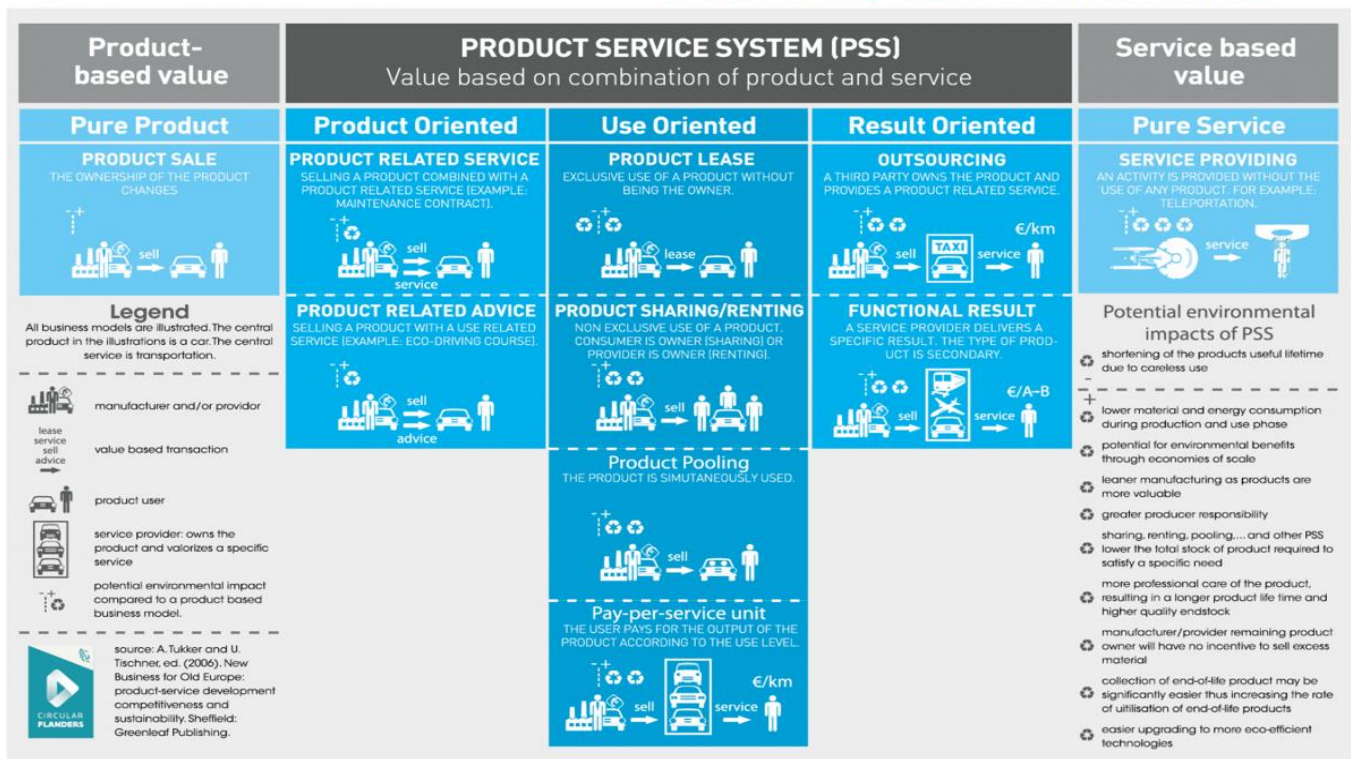 Product-
based value
PRODUCT SERVICE SYSTEM (PSS)
Value based on combination of product and service
Service based
value
Pure Product
PRODUCT SALE
THE OWNERSHIP OF THE PRODUCT
CHANGES
- +
sell
Product Oriented
PRODUCT RELATED SERVICE
SELLING A PRODUCT COMBINED WITH A
PRODUCT RELATED SERVICE (EXAMPLE:
MAINTENANCE CONTRACT).
- +
sell
service
PRODUCT RELATED ADVICE
SELLING A PRODUCT WITH A USE RELATED
SERVICE (EXAMPLE: ECO-DRIVING COURSE).
- +
sell
advice
Use Oriented
PRODUCT LEASE
EXCLUSIVE USE OF A PRODUCT WITHOUT
BEING THE OWNER.
- +
lease
PRODUCT SHARING/RENTING
NON EXCLUSIVE USE OF A PRODUCT.
CONSUMER IS OWNER (SHARING) OR
PROVIDER IS OWNER (RENTING).
- +
sell
Product Pooling
THE PRODUCT IS SIMUTANEOUSLY USED.
- +
sell
Pay-per-service unit
THE USER PAYS FOR THE OUTPUT OF THE
PRODUCT ACCORDING TO THE USE LEVEL.
- +
€/km
sell
service
Result Oriented
OUTSOURCING
A THIRD PARTY OWNS THE PRODUCT AND
PROVIDES A PRODUCT RELATED SERVICE.
- +
€/km
TAXI
sell
service
FUNCTIONAL RESULT
A SERVICE PROVIDER DELIVERS A
SPECIFIC RESULT. THE TYPE OF PROD-
UCT IS SECONDARY.
- +
€/A–B
sell
service
Pure Service
SERVICE PROVIDING
AN ACTIVITY IS PROVIDED WITHOUT THE
USE OF ANY PRODUCT. FOR EXAMPLE:
TELEPORTATION.
- +
service
Legend
All business models are illustrated. The central
product in the illustrations is a car. The central
service is transportation.
manufacturer and/or providor
lease
service
sell
advice
value based transaction
product user
service provider: owns the
product and valorizes a specific
service
- +
potential environmental impact
compared to a product based
business model.
CIRCULAR
FLANDERS
source: A. Tukker and U.
Tischner, ed. (2006). New
Business for Old Europe:
product-service development
competitiveness and
sustainability. Sheffield:
Greenleaf Publishing.
Potential environmental
impacts of PSS
shortening of the products useful lifetime
due to careless use
-
+
lower material and energy consumption
during production and use phase
potential for environmental benefits
through economies of scale
leaner manufacturing as products are
more valuable
greater producer responsibility
sharing, renting, pooling,... and other PSS
lower the total stock of product required to
satisfy a specific need
more professional care of the product,
resulting in a longer product life time and
higher quality endstock
manufacturer/provider remaining product
owner will have no incentive to sell excess
material
collection of end-of-life product may be
significantly easier thus increasing the rate
of uitilisation of end-of-life products
easier upgrading to more eco-efficient
technologies